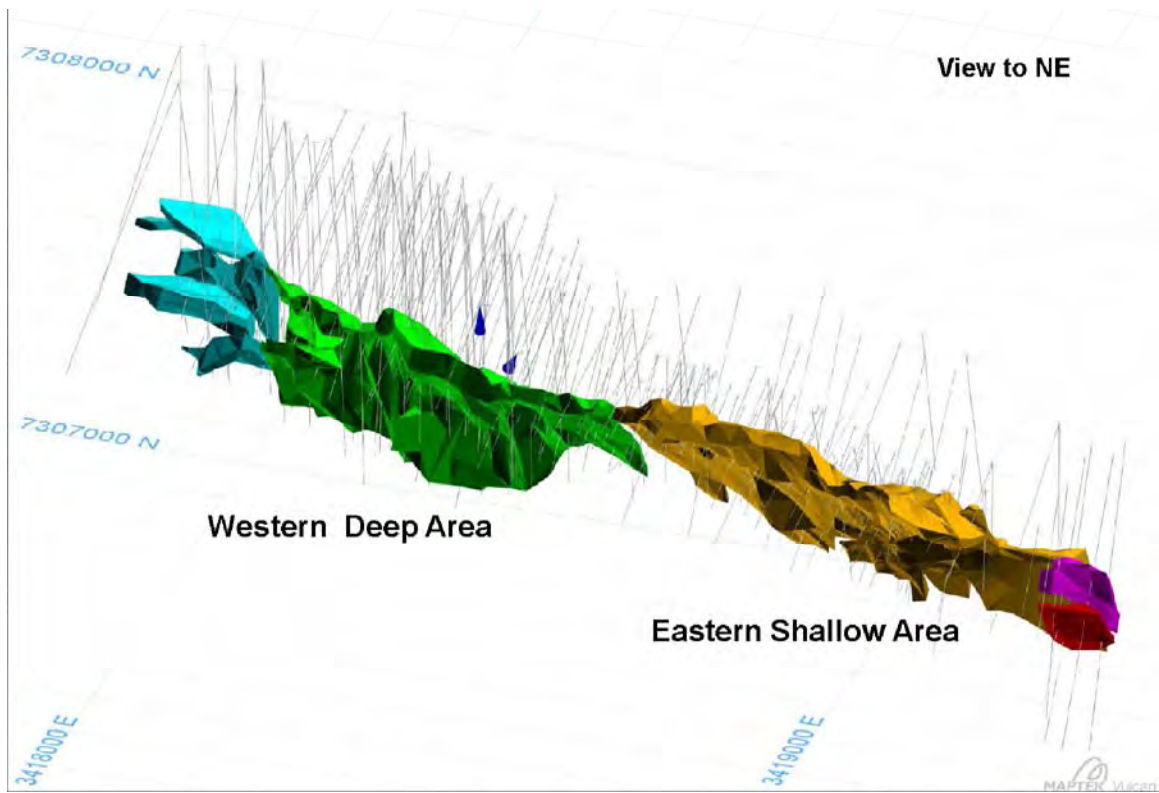 7308000 N
View to NE
7307000 N
Western Deep Area
Eastern Shallow Area
3418000 E
3419000 E
MAPTEK Vulcan